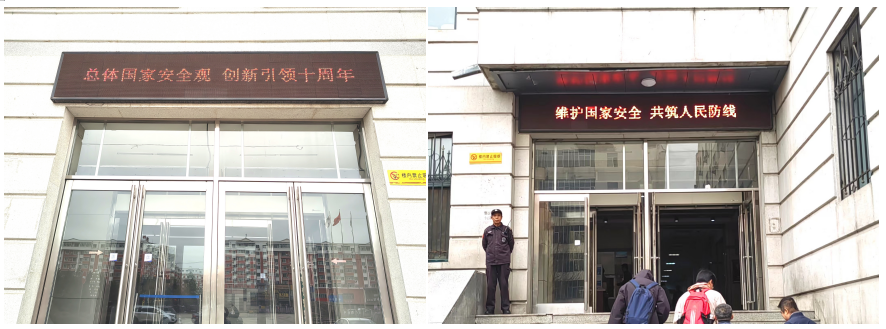 总体国家安全观 创新引领十周年
维护国家安全 共筑人民防线